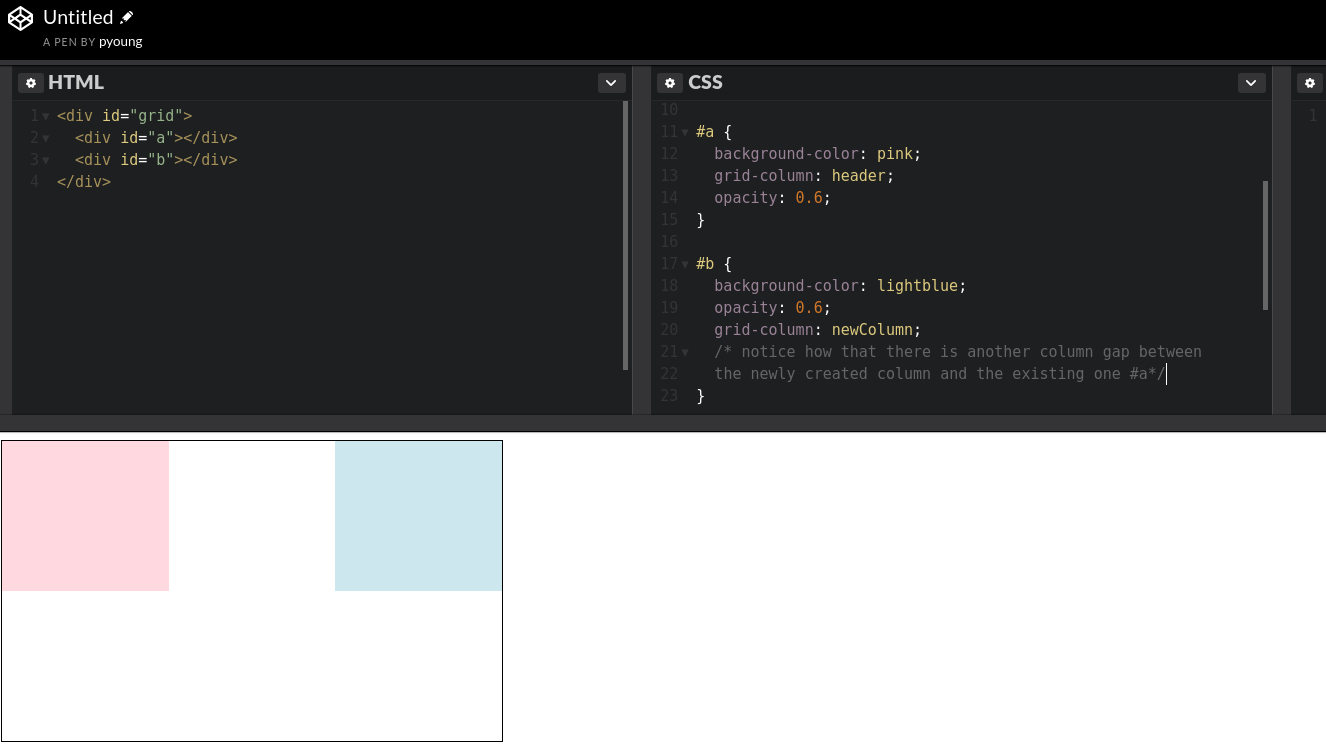 Untitled
A PEN BY pyoung
HTML
1 <div id="grid">
2 <div id="a"></div>
3 <div id="b"></div>
4 </div>
CSS
10
11 #a {
12 background-color: pink;
13 grid-column: header;
14 opacity: 0.6;
15 }
16
17 #b {
18 background-color: lightblue;
19 opacity: 0.6;
20 grid-column: newColumn;
21 /* notice how that there is another column gap between
22 the newly created column and the existing one #a*/
23 }
1